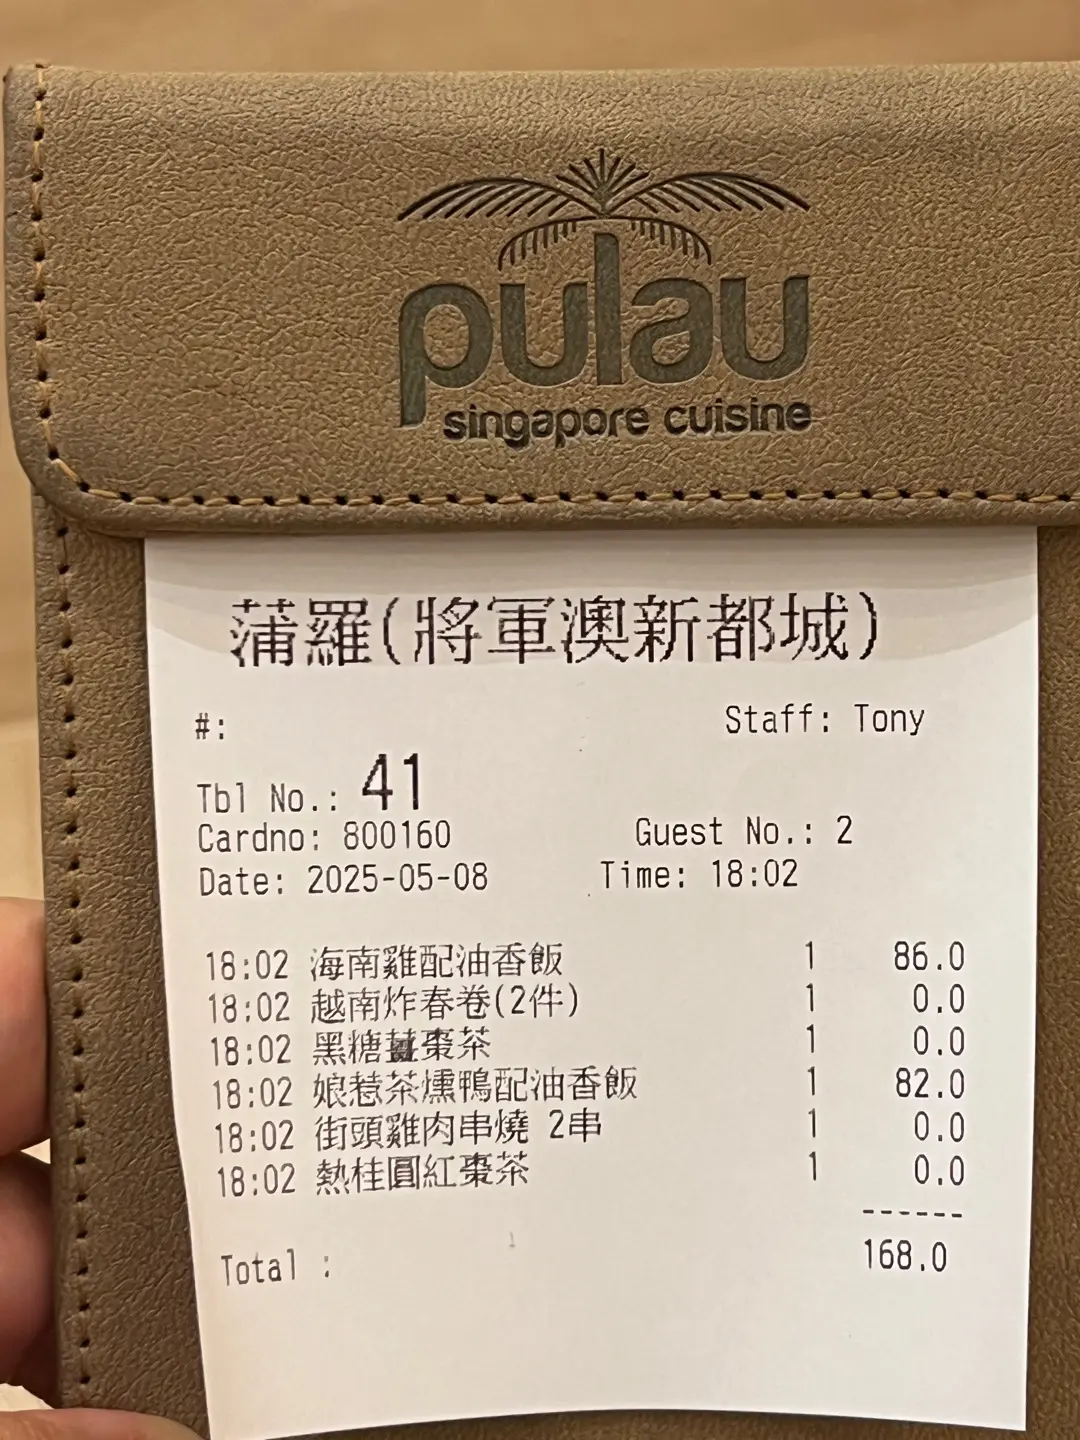 pulau
singapore cuisine
蒲羅(將軍澳新都城)
#: Staff: Tony
Tbl No.: 41
Cardno: 800160 Guest No.: 2
Date: 2025-05-08 Time: 18:02
18:02 海南雞配油香飯 1 86.0
18:02 越南炸春卷(2件) 1 0.0
18:02 黑糖薑棗茶 1 0.0
18:02 娘惹茶燻鴨配油香飯 1 82.0
18:02 街頭雞肉串燒 2串 1 0.0
18:02 熱桂圓紅棗茶 1 0.0
------
Total : 168.0